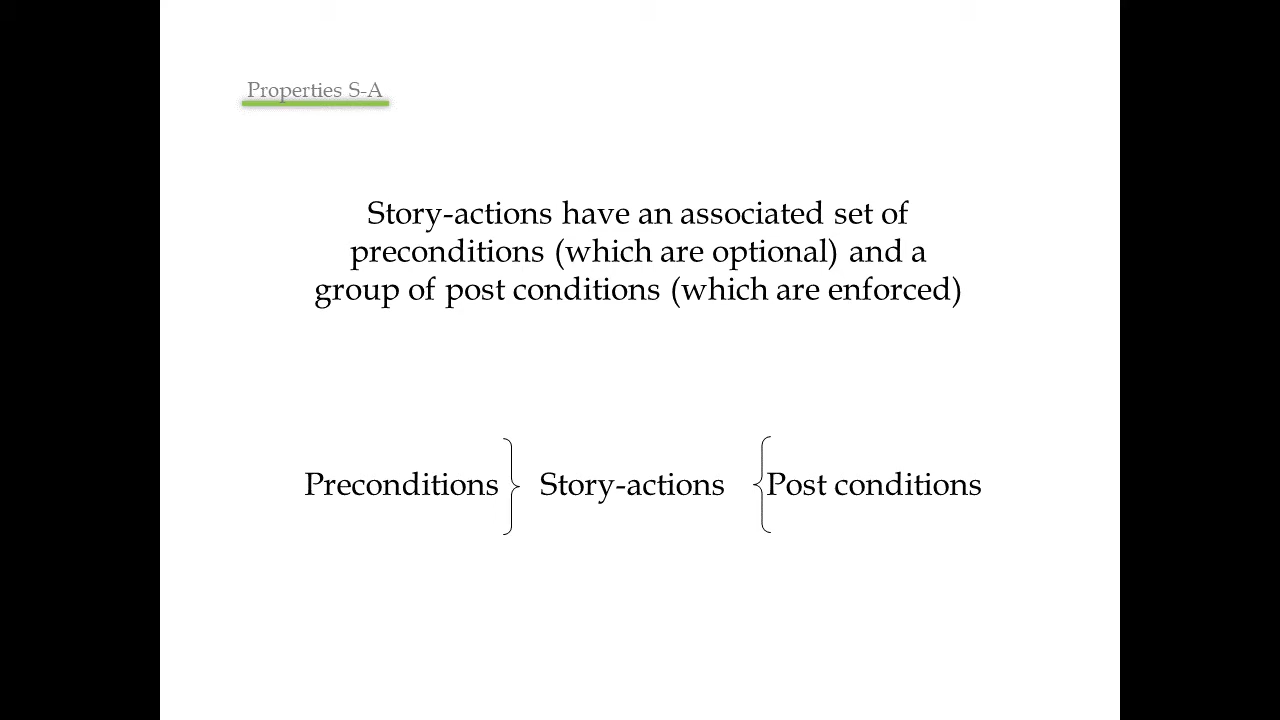 Properties S-A
Story-actions have an associated set of
preconditions (which are optional) and a
group of post conditions (which are enforced)
Preconditions Story-actions Post conditions